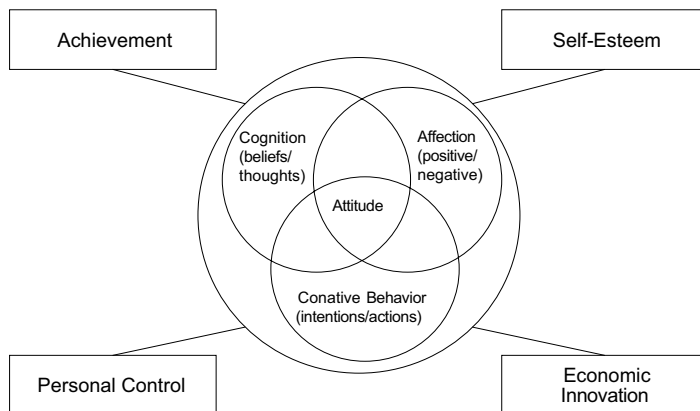 Achievement
Self-Esteem
Cognition
(beliefs/
thoughts)
Affection
(positive/
negative)
Attitude
Conative Behavior
(intentions/actions)
Personal Control
Economic
Innovation